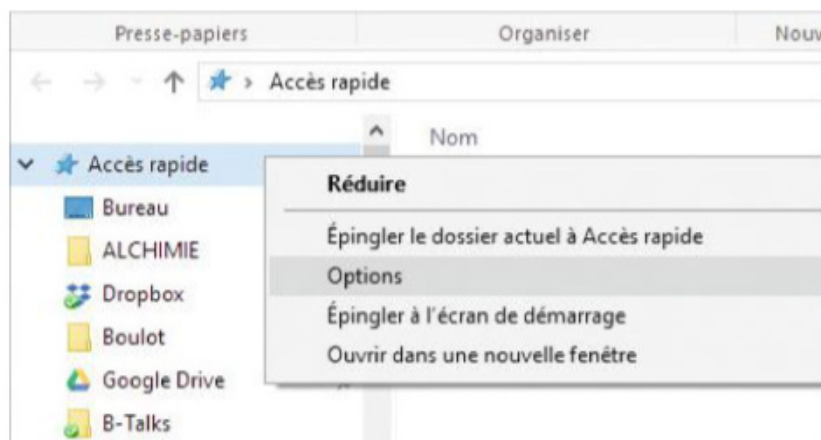 Presse-papiers Organiser Nouv
Accès rapide
Nom
Accès rapide
Réduire
Bureau
Épingler le dossier actuel à Accès rapide
ALCHIMIE
Options
Dropbox
Épingler à l'écran de démarrage
Boulot
Ouvrir dans une nouvelle fenêtre
Google Drive
B-Talks